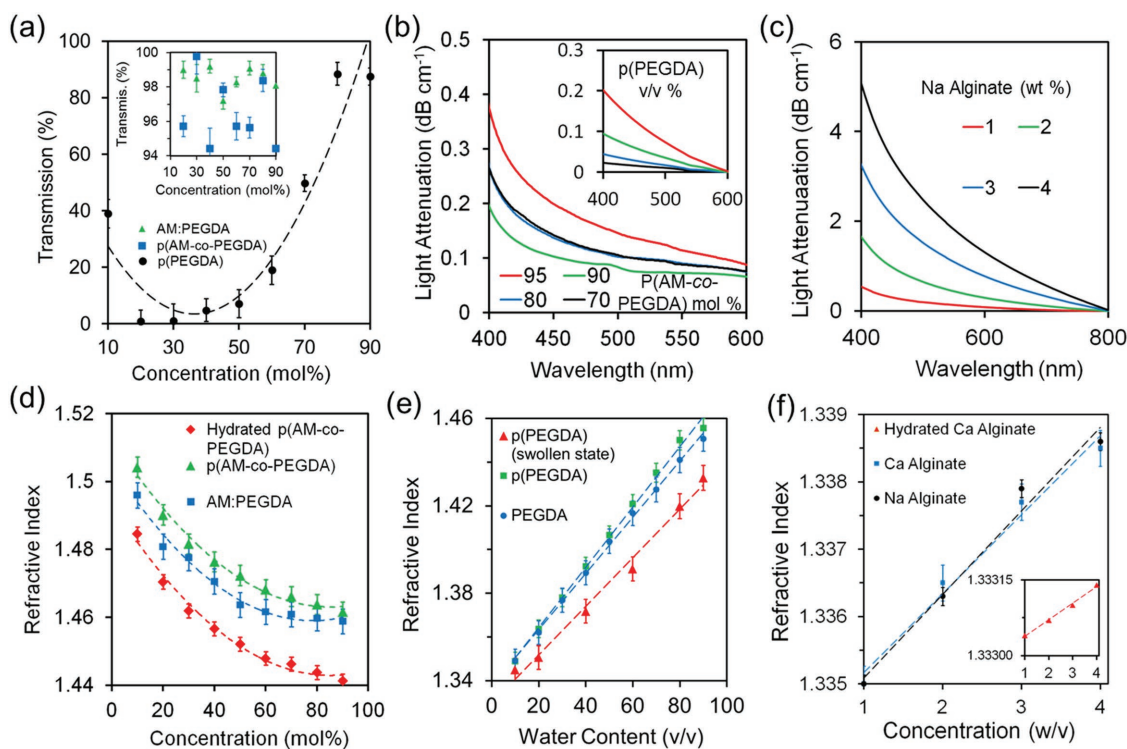 (a)
Transmission (%)
100
80
60
40
20
0
10
30
50
70
90
Concentration (mol%)
Transmis. (%)
100
98
96
94
10
30
50
70
90
Concentration (mol%)
AM:PEGDA
p(AM-co-PEGDA)
p(PEGDA)
(b)
Light Attenuation (dB cm⁻¹)
0.5
0.4
0.3
0.2
0.1
0
400
450
500
550
600
Wavelength (nm)
0.3
0.2
0.1
0
400
500
600
p(PEGDA)
v/v %
95
90
80
70
P(AM-co-
PEGDA) mol %
(c)
Light Attenuaation (dB cm⁻¹)
6
4
2
0
400
600
800
Wavelength (nm)
Na Alginate (wt %)
1
2
3
4
(d)
Refractive Index
1.52
1.5
1.48
1.46
1.44
0
20
40
60
80
100
Concentration (mol%)
Hydrated p(AM-co-
PEGDA)
p(AM-co-PEGDA)
AM:PEGDA
(e)
Refractive Index
1.46
1.42
1.38
1.34
0
20
40
60
80
100
Water Content (v/v)
p(PEGDA)
(swollen state)
p(PEGDA)
PEGDA
(f)
Refractive Index
1.339
1.338
1.337
1.336
1.335
1
2
3
4
Concentration (w/v)
Hydrated Ca Alginate
Ca Alginate
Na Alginate
1.33315
1.33300
1
2
3
4